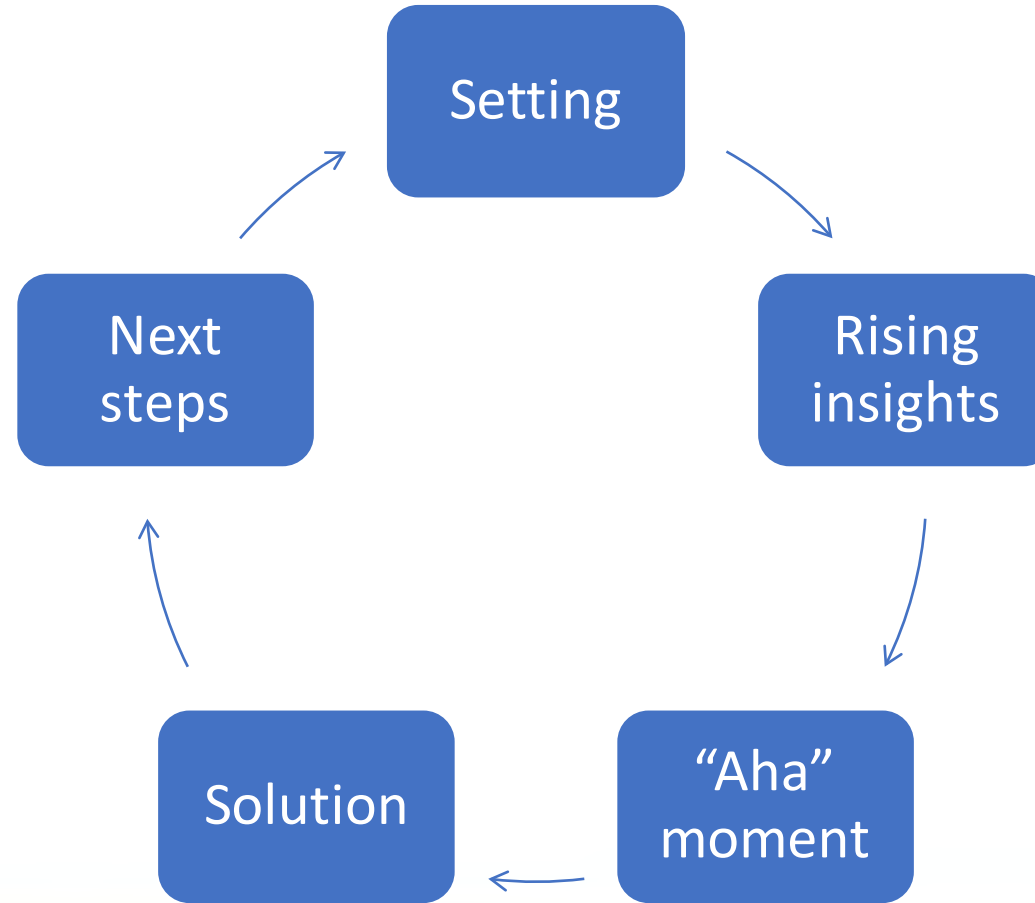 Setting
Rising
insights
“Aha”
moment
Solution
Next
steps